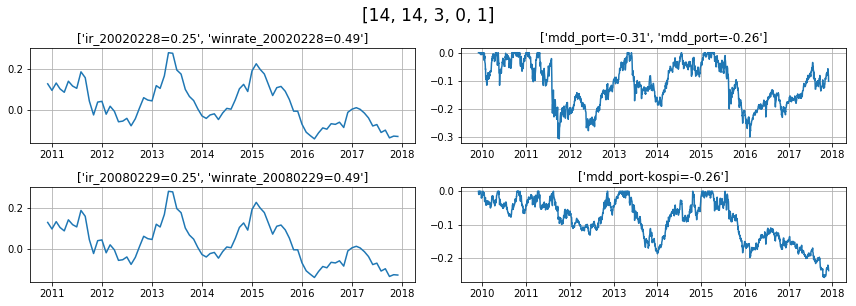 [14, 14, 3, 0, 1]
['ir_20020228=0.25', 'winrate_20020228=0.49']
0.2
0.0
2011 2012 2013 2014 2015 2016 2017 2018
['mdd_port=-0.31', 'mdd_port=-0.26']
0.0
−0.1
−0.2
−0.3
2010 2011 2012 2013 2014 2015 2016 2017 2018
['ir_20080229=0.25', 'winrate_20080229=0.49']
0.2
0.0
2011 2012 2013 2014 2015 2016 2017 2018
['mdd_port-kospi=-0.26']
0.0
−0.1
−0.2
2010 2011 2012 2013 2014 2015 2016 2017 2018